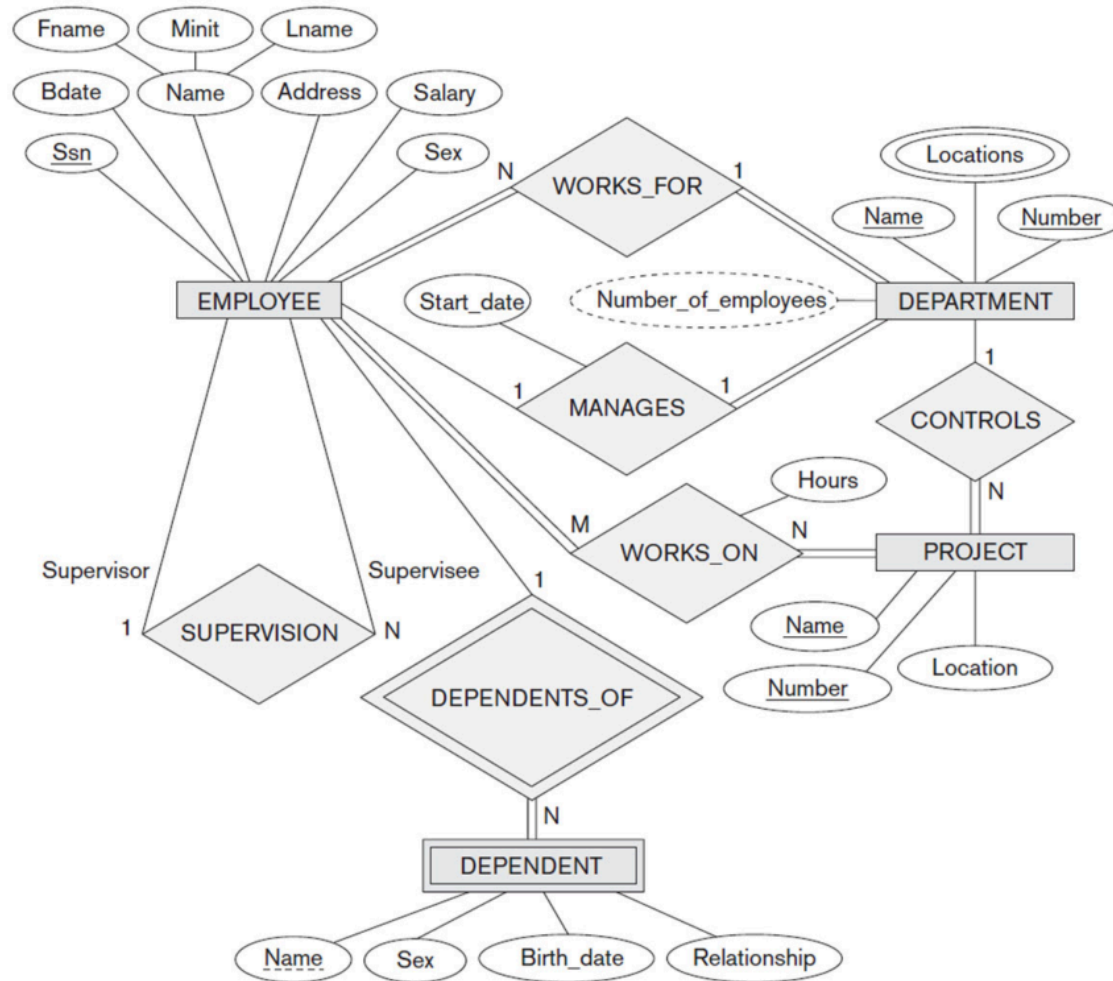 Fname
Minit
Lname
Bdate
Name
Address
Salary
Ssn
Sex
N
WORKS_FOR
1
Locations
Name
Number
EMPLOYEE
Start_date
Number_of_employees
DEPARTMENT
1
MANAGES
1
1
CONTROLS
N
Hours
M
WORKS_ON
N
PROJECT
Supervisor
Supervisee
1
SUPERVISION
N
1
Name
Number
Location
DEPENDENTS_OF
N
DEPENDENT
Name
Sex
Birth_date
Relationship